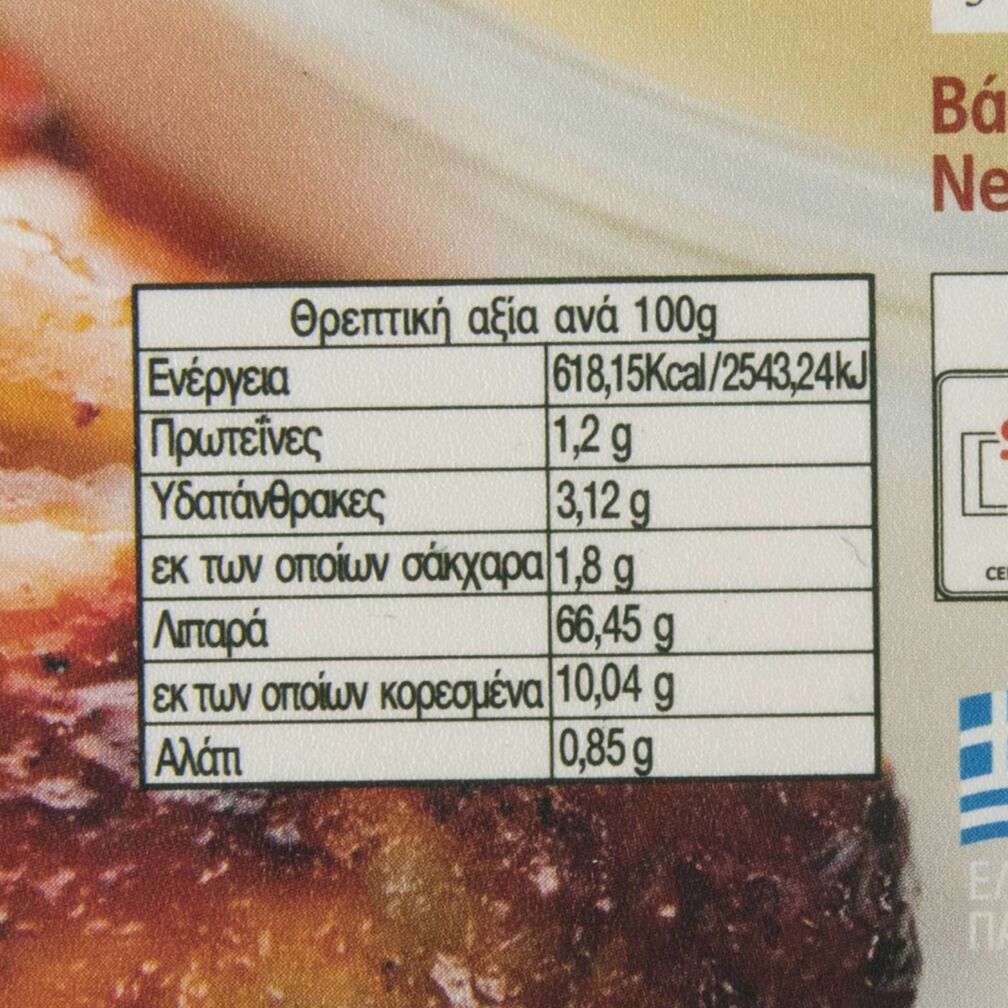 Θρεπτική αξία ανά 100g
Ενέργεια 618,15Kcal/2543,24kJ
Πρωτεΐνες 1,2 g
Υδατάνθρακες 3,12 g
εκ των οποίων σάκχαρα 1,8 g
Λιπαρά 66,45 g
εκ των οποίων κορεσμένα 10,04 g
Αλάτι 0,85 g